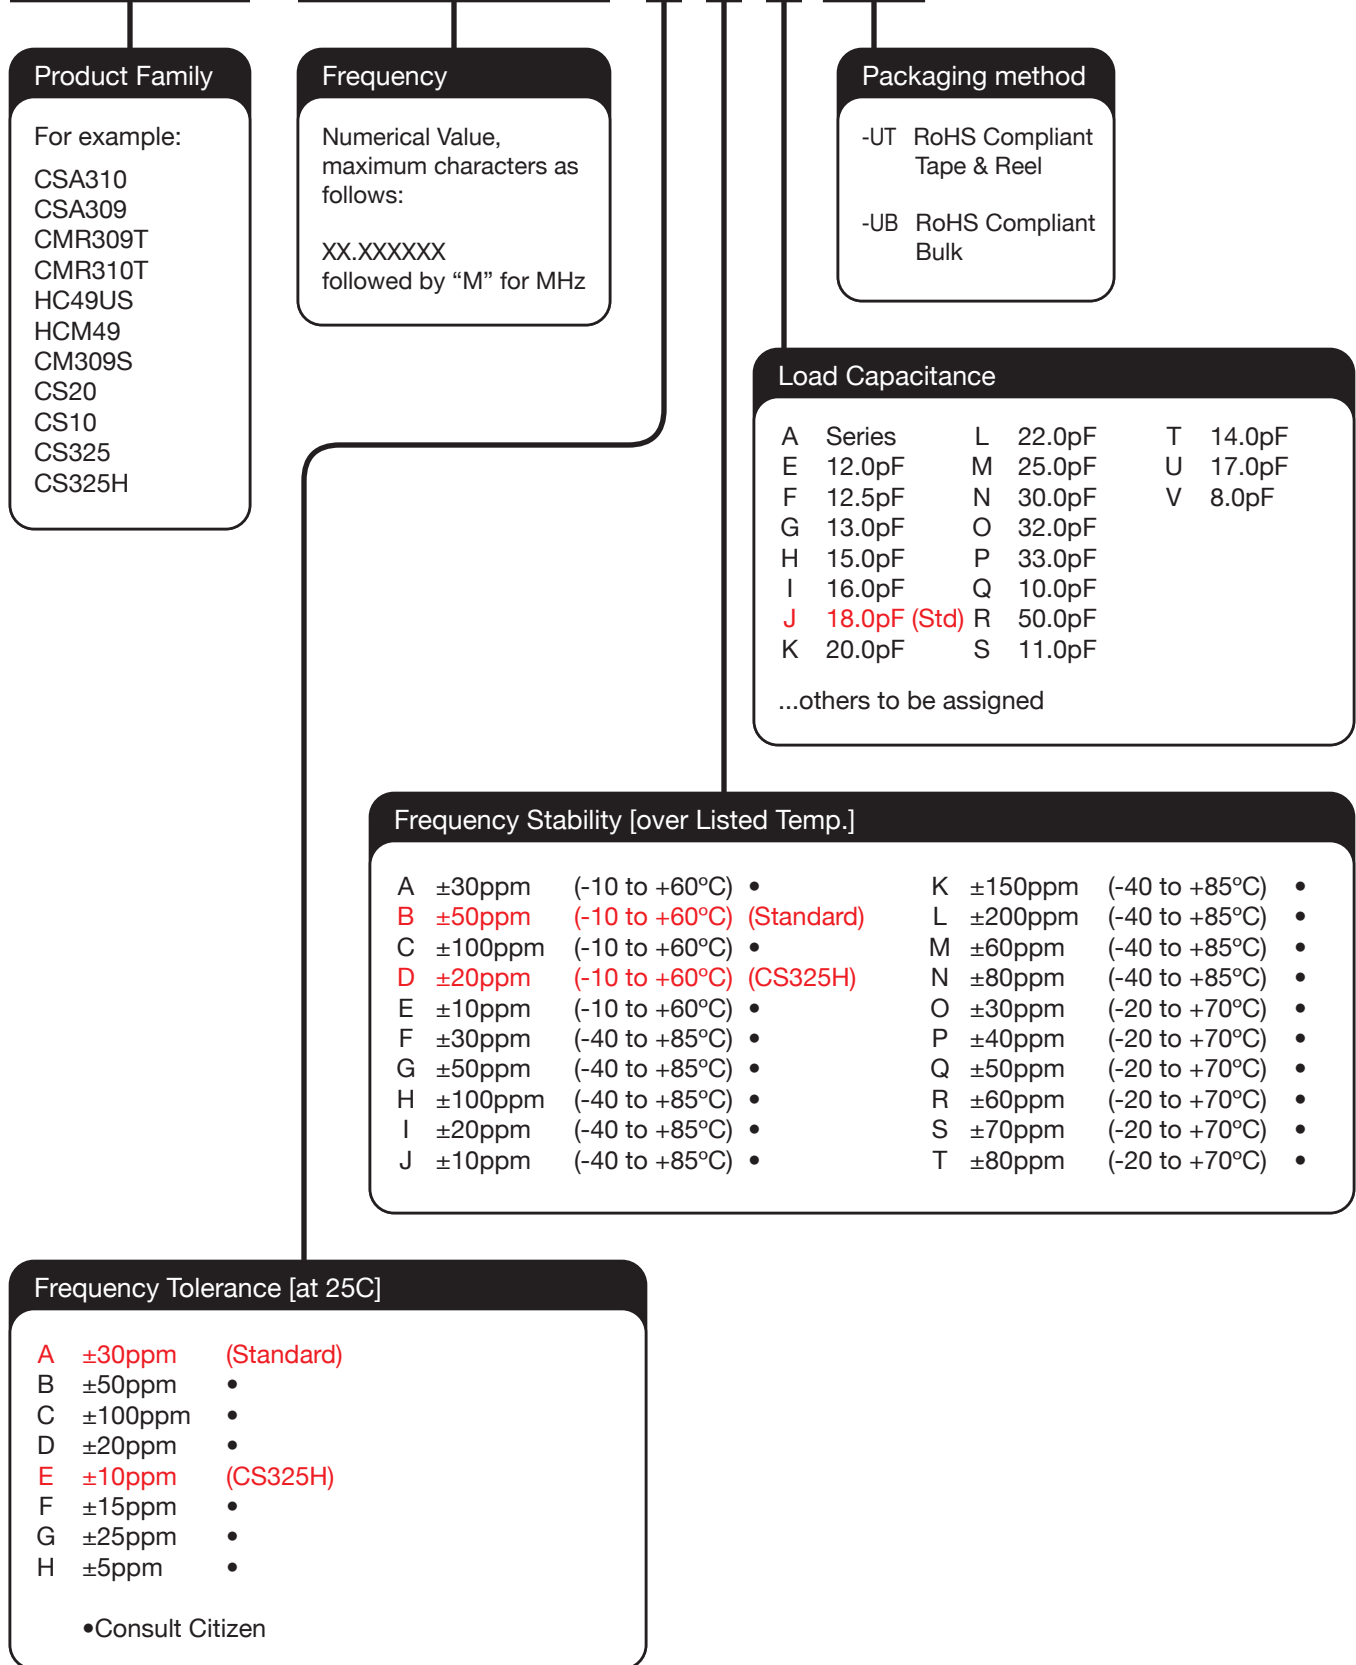 Product Family
For example:
CSA310
CSA309
CMR309T
CMR310T
HC49US
HCM49
CM309S
CS20
CS10
CS325
CS325H
Frequency
Numerical Value,
maximum characters as
follows:
XX.XXXXXX
followed by “M” for MHz
Packaging method
-UT RoHS Compliant
Tape & Reel
-UB RoHS Compliant
Bulk
Load Capacitance
A Series L 22.0pF T 14.0pF
E 12.0pF M 25.0pF U 17.0pF
F 12.5pF N 30.0pF V 8.0pF
G 13.0pF O 32.0pF
H 15.0pF P 33.0pF
I 16.0pF Q 10.0pF
J 18.0pF (Std) R 50.0pF
K 20.0pF S 11.0pF
...others to be assigned
Frequency Stability [over Listed Temp.]
A ±30ppm (-10 to +60ºC) • K ±150ppm (-40 to +85ºC) •
B ±50ppm (-10 to +60ºC) (Standard) L ±200ppm (-40 to +85ºC) •
C ±100ppm (-10 to +60ºC) • M ±60ppm (-40 to +85ºC) •
D ±20ppm (-10 to +60ºC) (CS325H) N ±80ppm (-40 to +85ºC) •
E ±10ppm (-10 to +60ºC) • O ±30ppm (-20 to +70ºC) •
F ±30ppm (-40 to +85ºC) • P ±40ppm (-20 to +70ºC) •
G ±50ppm (-40 to +85ºC) • Q ±50ppm (-20 to +70ºC) •
H ±100ppm (-40 to +85ºC) • R ±60ppm (-20 to +70ºC) •
I ±20ppm (-40 to +85ºC) • S ±70ppm (-20 to +70ºC) •
J ±10ppm (-40 to +85ºC) • T ±80ppm (-20 to +70ºC) •
Frequency Tolerance [at 25C]
A ±30ppm (Standard)
B ±50ppm •
C ±100ppm •
D ±20ppm •
E ±10ppm (CS325H)
F ±15ppm •
G ±25ppm •
H ±5ppm •
•Consult Citizen